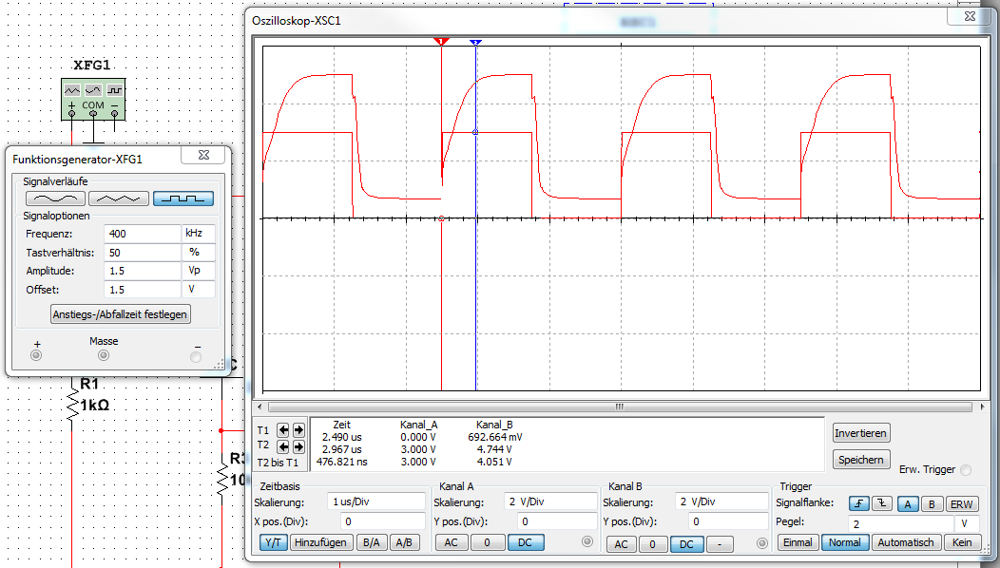 Oszilloskop-XSC1
XFG1
+ COM −
1
2
Funktionsgenerator-XFG1
Signalverläufe
Signaloptionen
Frequenz: 400 kHz
Tastverhältnis: 50 %
Amplitude: 1.5 Vp
Offset: 1.5 V
Anstiegs-/Abfallzeit festlegen
+ Masse −
C
R1
1kΩ
T1
T2
T2 bis T1
Zeit Kanal_A Kanal_B
2.490 us 0.000 V 692.664 mV
2.967 us 3.000 V 4.744 V
476.821 ns 3.000 V 4.051 V
Invertieren
Speichern
Erw. Trigger
Zeitbasis
Skalierung: 1 us/Div
X pos.(Div): 0
Y/T Hinzufügen B/A A/B
Kanal A
Skalierung: 2 V/Div
Y pos.(Div): 0
AC 0 DC
Kanal B
Skalierung: 2 V/Div
Y pos.(Div): 0
AC 0 DC -
Trigger
Signalflanke: A B ERW
Pegel: 2 V
Einmal Normal Automatisch Kein